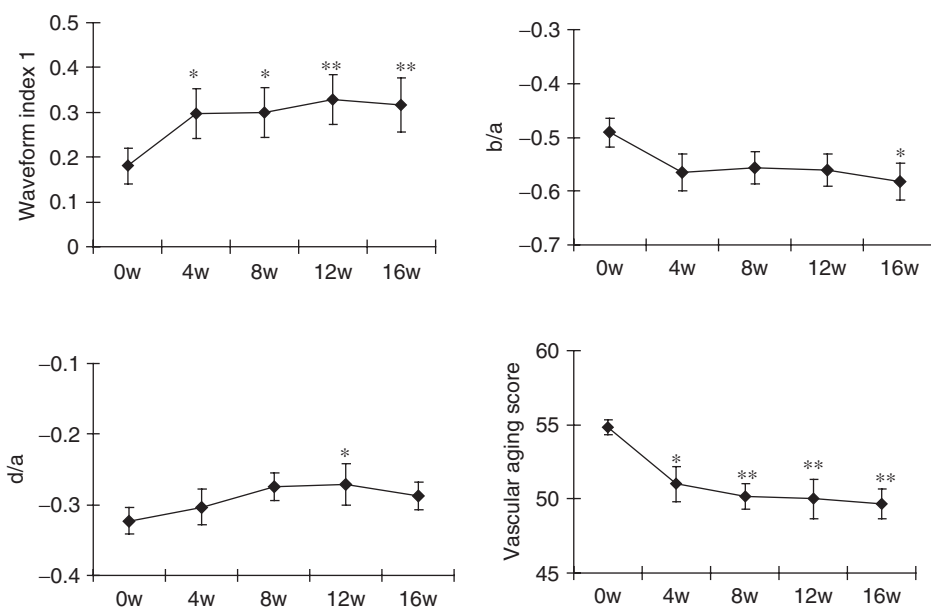 Waveform index 1
0.5
0.4
0.3
0.2
0.1
0
* * ** **
0w 4w 8w 12w 16w
b/a
−0.3
−0.4
−0.5
−0.6
−0.7
*
0w 4w 8w 12w 16w
d/a
−0.1
−0.2
−0.3
−0.4
*
0w 4w 8w 12w 16w
Vascular aging score
60
55
50
45
* ** ** **
0w 4w 8w 12w 16w